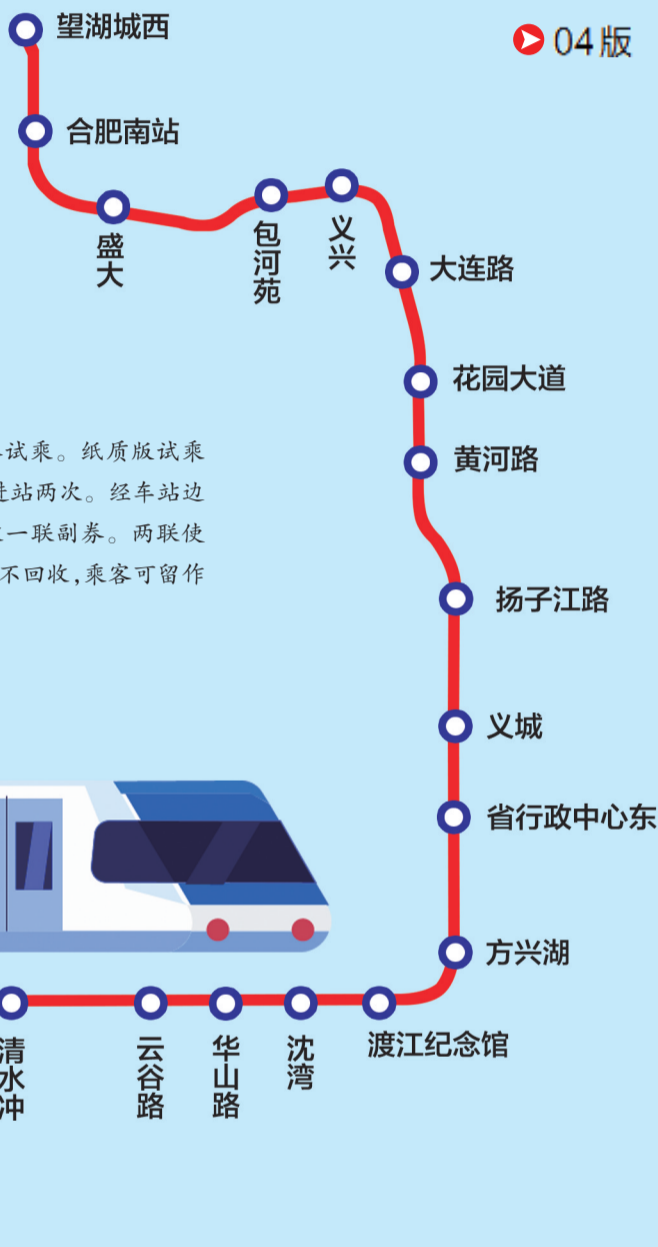 望湖城西
04版
合肥南站
盛大
包河苑
义兴
大连路
花园大道
黄河路
试乘。纸质版试乘
进站两次。经车站边
一联副券。两联使
不回收，乘客可留作
扬子江路
义城
省行政中心东
方兴湖
清水冲
云谷路
华山路
沈湾
渡江纪念馆